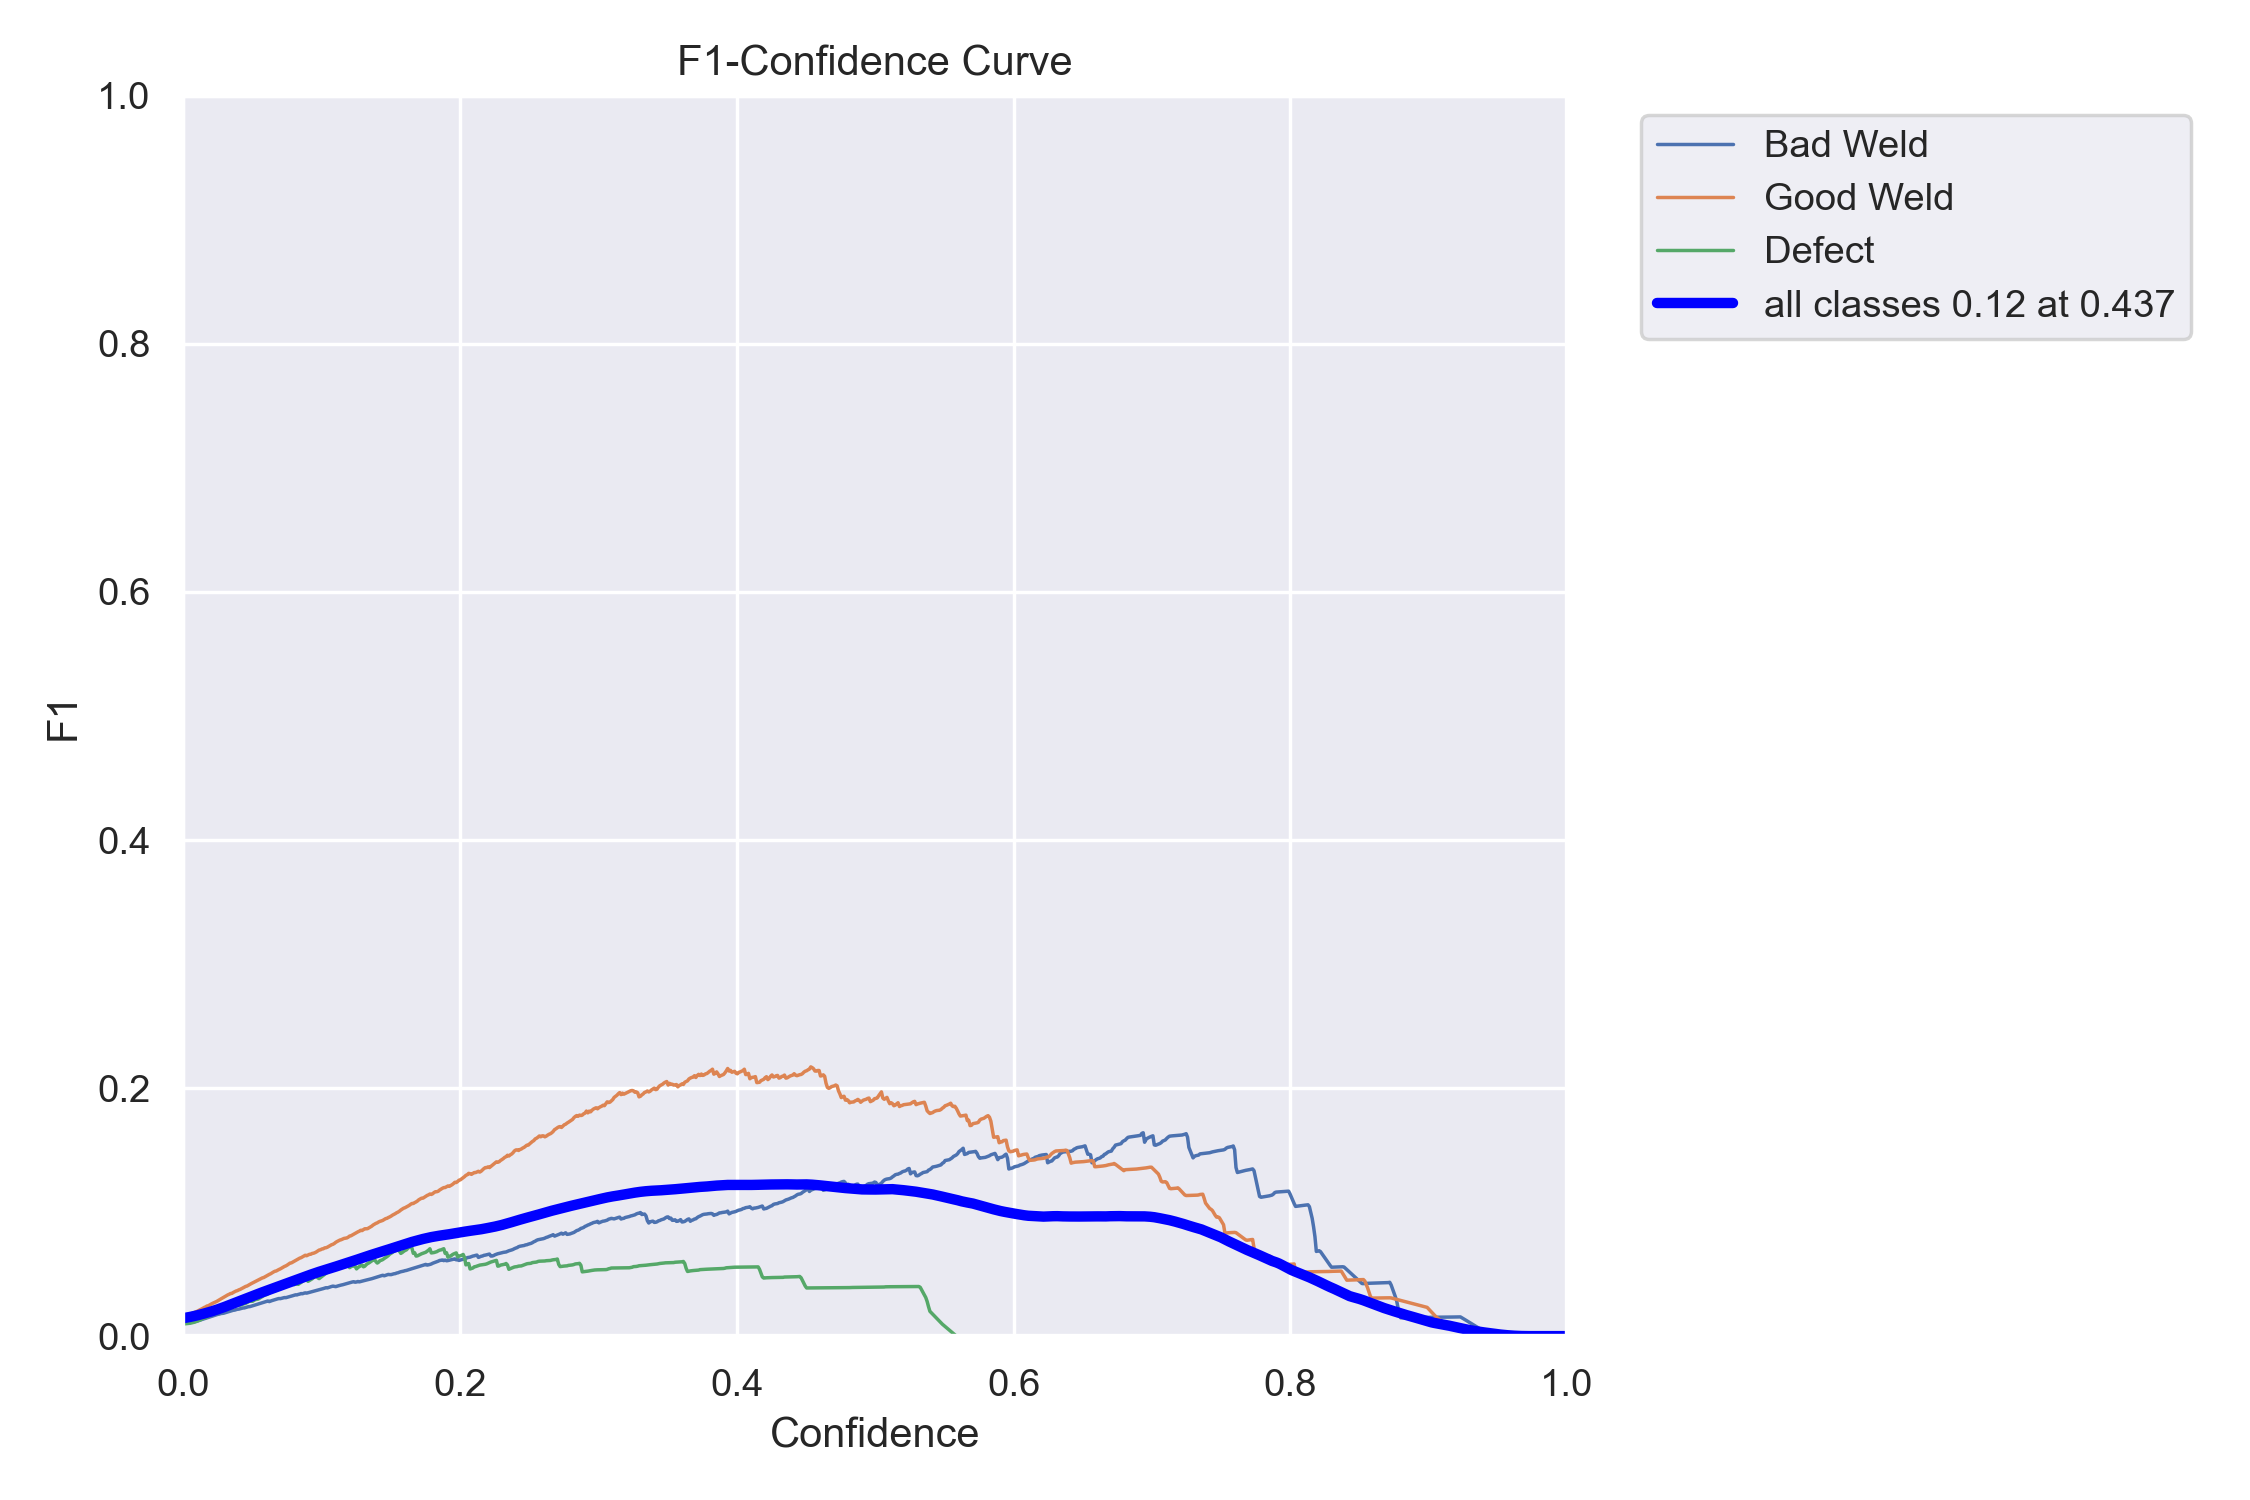 F1-Confidence Curve
1.0
0.8
0.6
0.4
0.2
0.0
F1
0.0 0.2 0.4 0.6 0.8 1.0
Confidence
Bad Weld
Good Weld
Defect
all classes 0.12 at 0.437